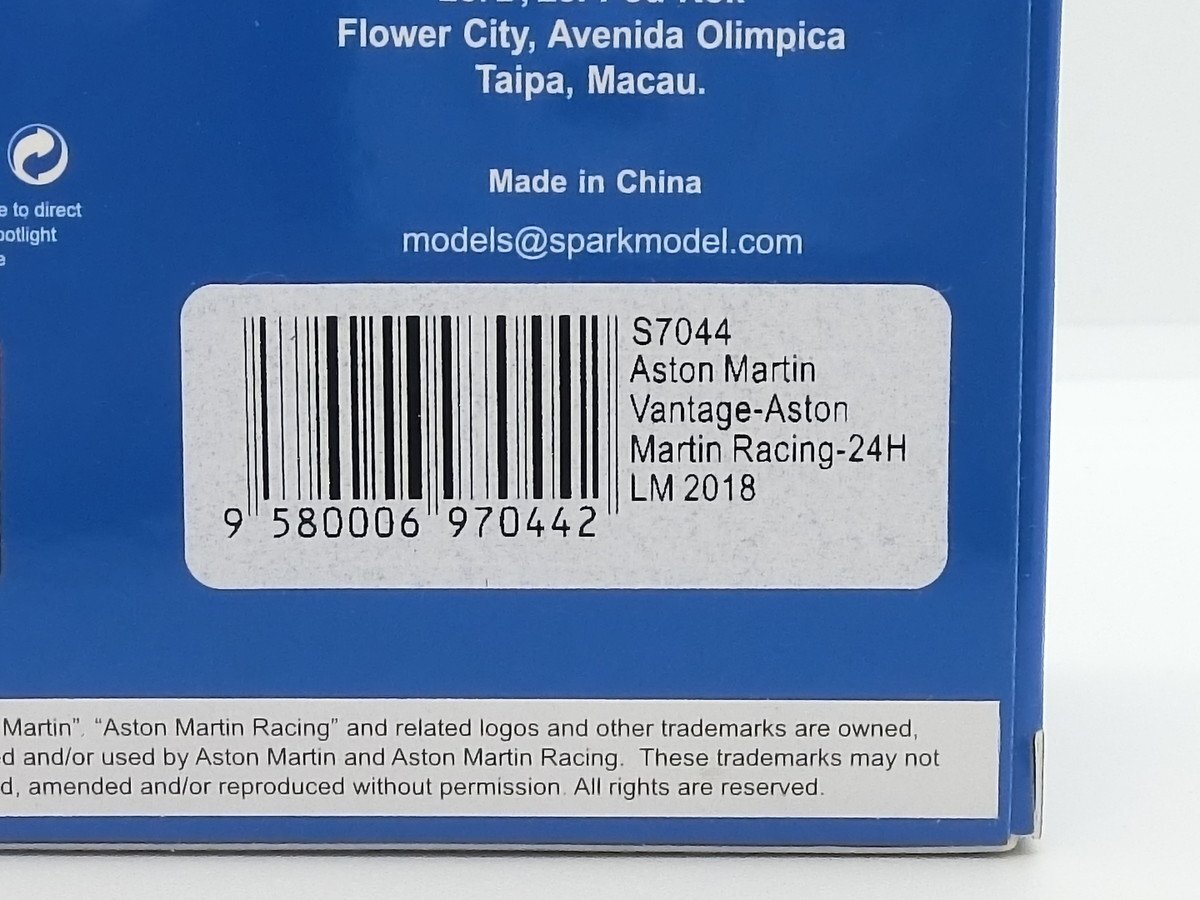 Flower City, Avenida Olimpica
Taipa, Macau.
Made in China
models@sparkmodel.com
to direct
S7044
Aston Martin
Vantage-Aston
Martin Racing-24H
LM 2018
9 580006 970442
Martin”. “Aston Martin Racing” and related logos and other trademarks are owned,
and/or used by Aston Martin and Aston Martin Racing. These trademarks may not
amended and/or reproduced without permission. All rights are reserved.